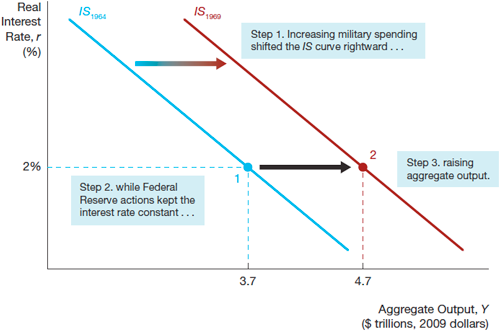 Real
Interest
Rate, r
(%)
IS1964
IS1969
Step 1. Increasing military spending
shifted the IS curve rightward . . .
2%
1
2
Step 2. while Federal
Reserve actions kept the
interest rate constant . . .
Step 3. raising
aggregate output.
3.7
4.7
Aggregate Output, Y
($ trillions, 2009 dollars)